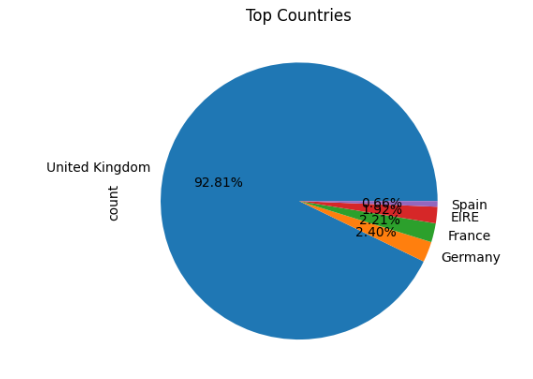 Top Countries
United Kingdom
count
92.81%
0.66%
1.92%
2.21%
2.40%
Spain
EIRE
France
Germany